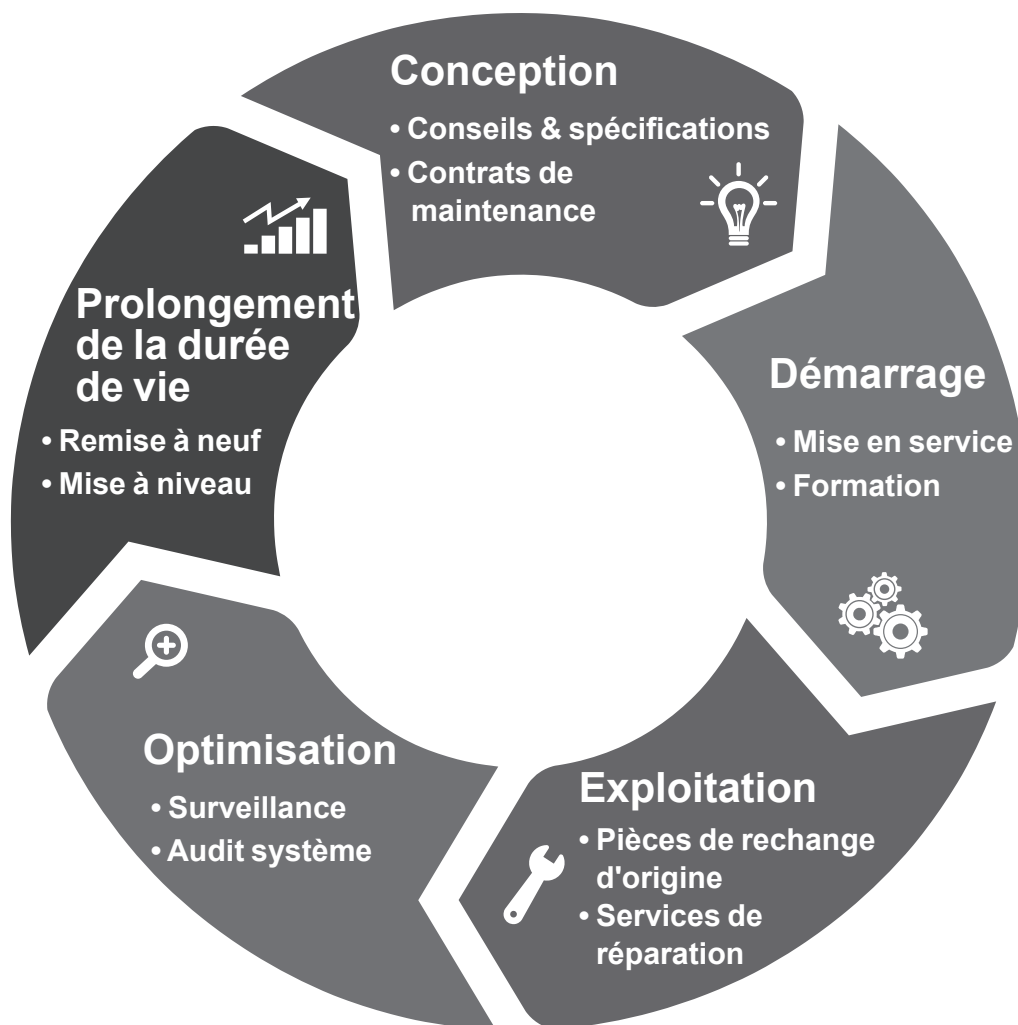 Conception
• Conseils & spécifications
• Contrats de
maintenance
Démarrage
• Mise en service
• Formation
Exploitation
• Pièces de rechange
d'origine
• Services de
réparation
Optimisation
• Surveillance
• Audit système
Prolongement
de la durée
de vie
• Remise à neuf
• Mise à niveau